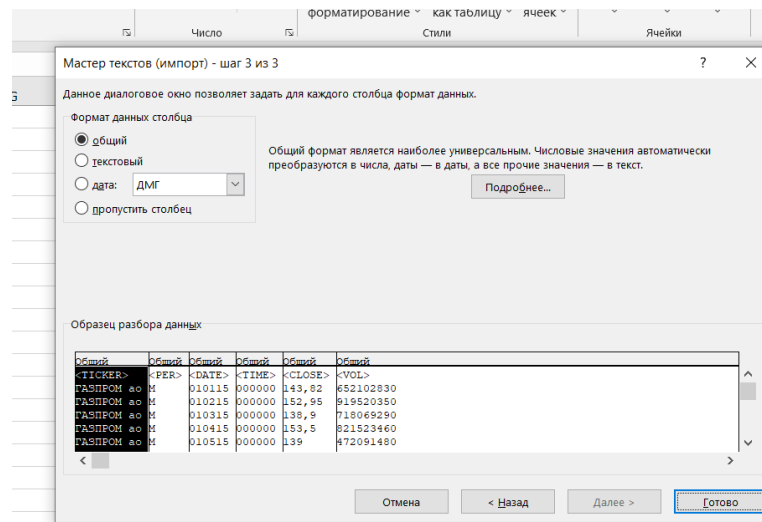 форматирование как таблицу ячеек
Число Стили Ячейки
Мастер текстов (импорт) - шаг 3 из 3 ? ×
G
Данное диалоговое окно позволяет задать для каждого столбца формат данных.
Формат данных столбца
общий
текстовый
дата: ДМГ
пропустить столбец
Общий формат является наиболее универсальным. Числовые значения автоматически
преобразуются в числа, даты — в даты, а все прочие значения — в текст.
Подробнее...
Образец разбора данных
Общий Общий Общий Общий Общий Общий
<TICKER> <PER> <DATE> <TIME> <CLOSE> <VOL>
ГАЗПРОМ ао M 010115 000000 143,82 652102830
ГАЗПРОМ ао M 010215 000000 152,95 919520350
ГАЗПРОМ ао M 010315 000000 138,9 718069290
ГАЗПРОМ ао M 010415 000000 153,5 821523460
ГАЗПРОМ ао M 010515 000000 139 472091480
Отмена < Назад Далее > Готово